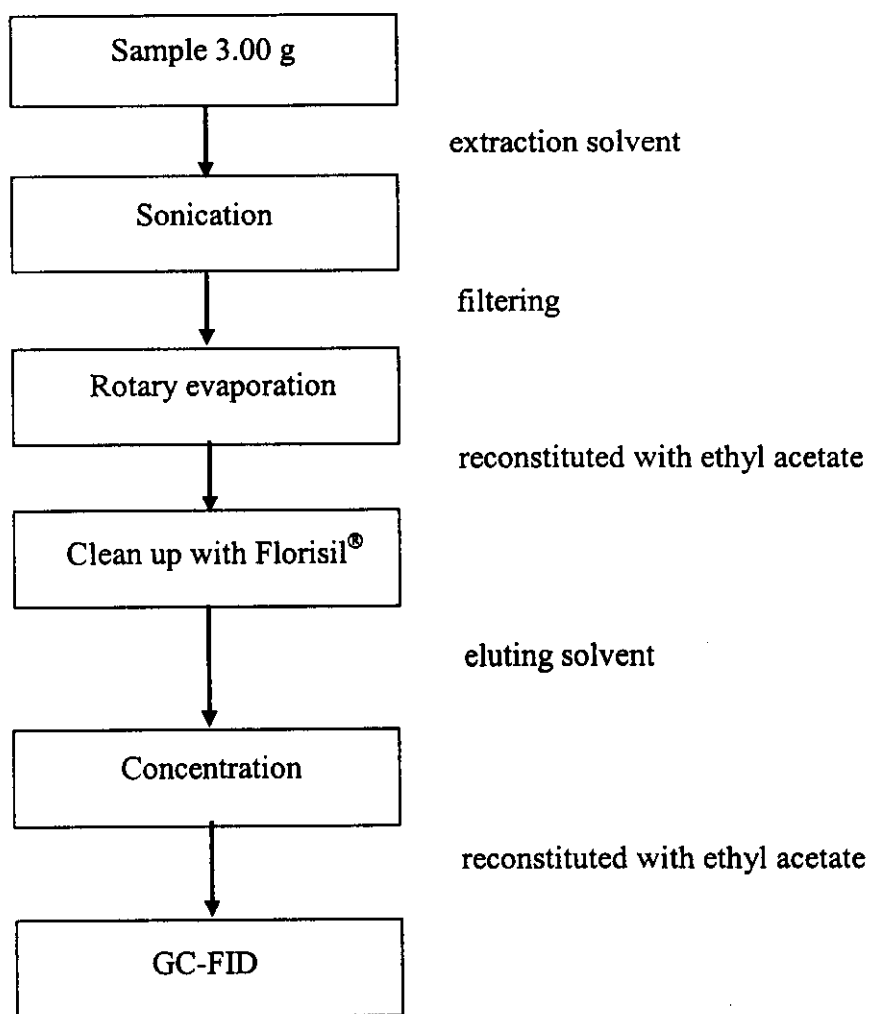 Sample 3.00 g
extraction solvent
Sonication
filtering
Rotary evaporation
reconstituted with ethyl acetate
Clean up with Florisil®
eluting solvent
Concentration
reconstituted with ethyl acetate
GC-FID